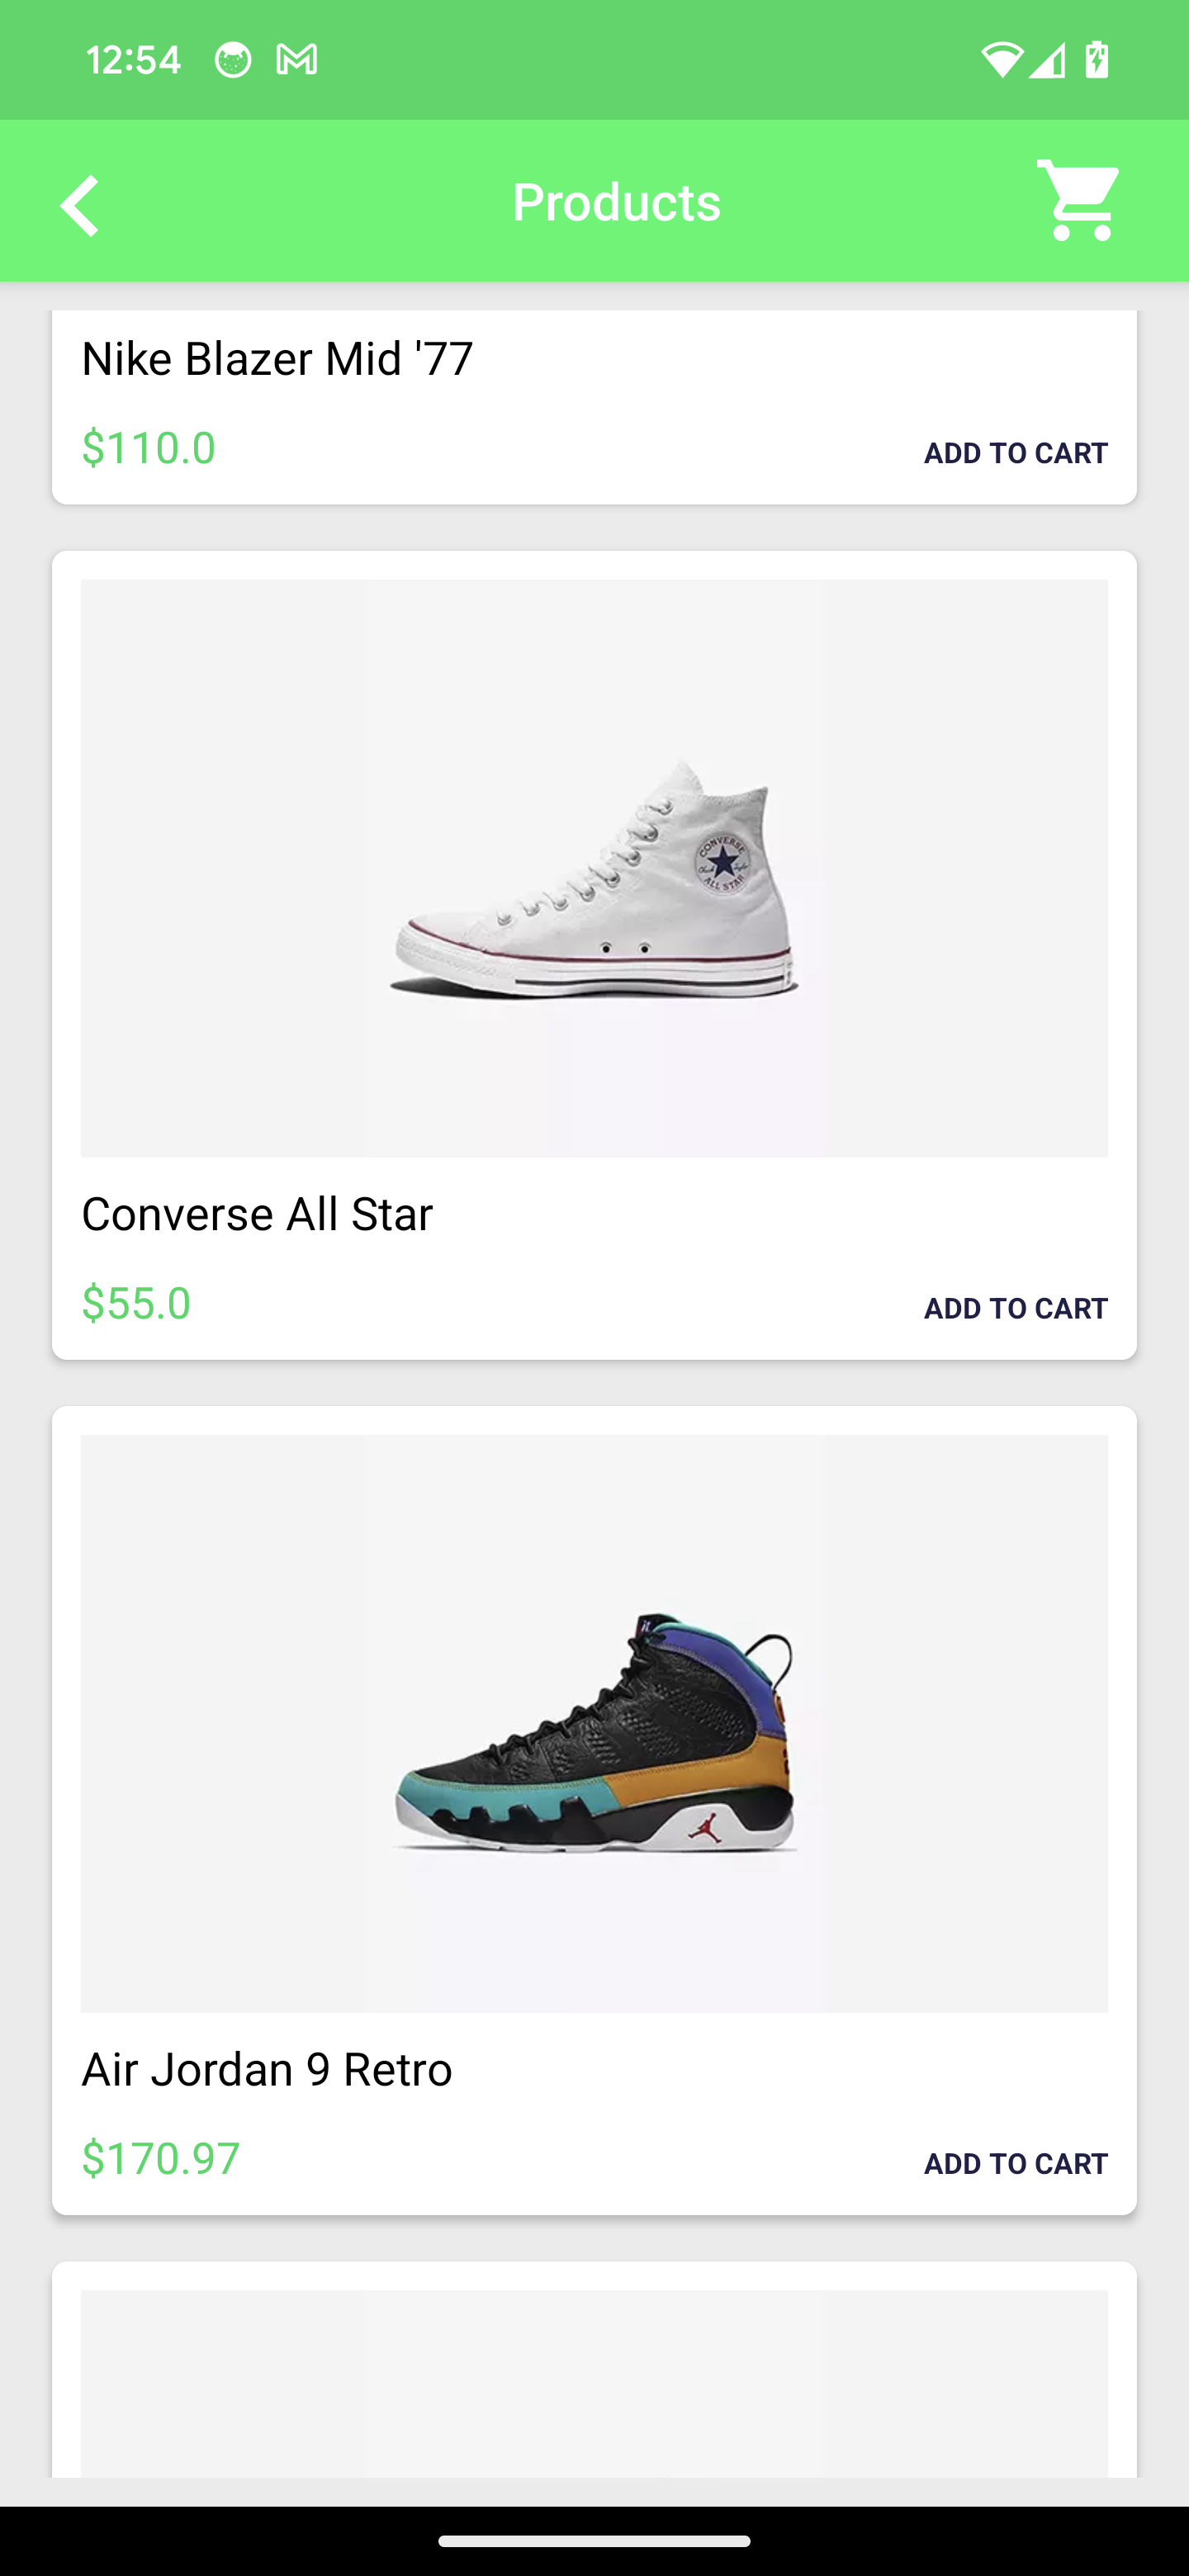 12:54
Products
Nike Blazer Mid '77
$110.0
ADD TO CART
CONVERSE
ALL STAR
Converse All Star
$55.0
ADD TO CART
Air Jordan 9 Retro
$170.97
ADD TO CART